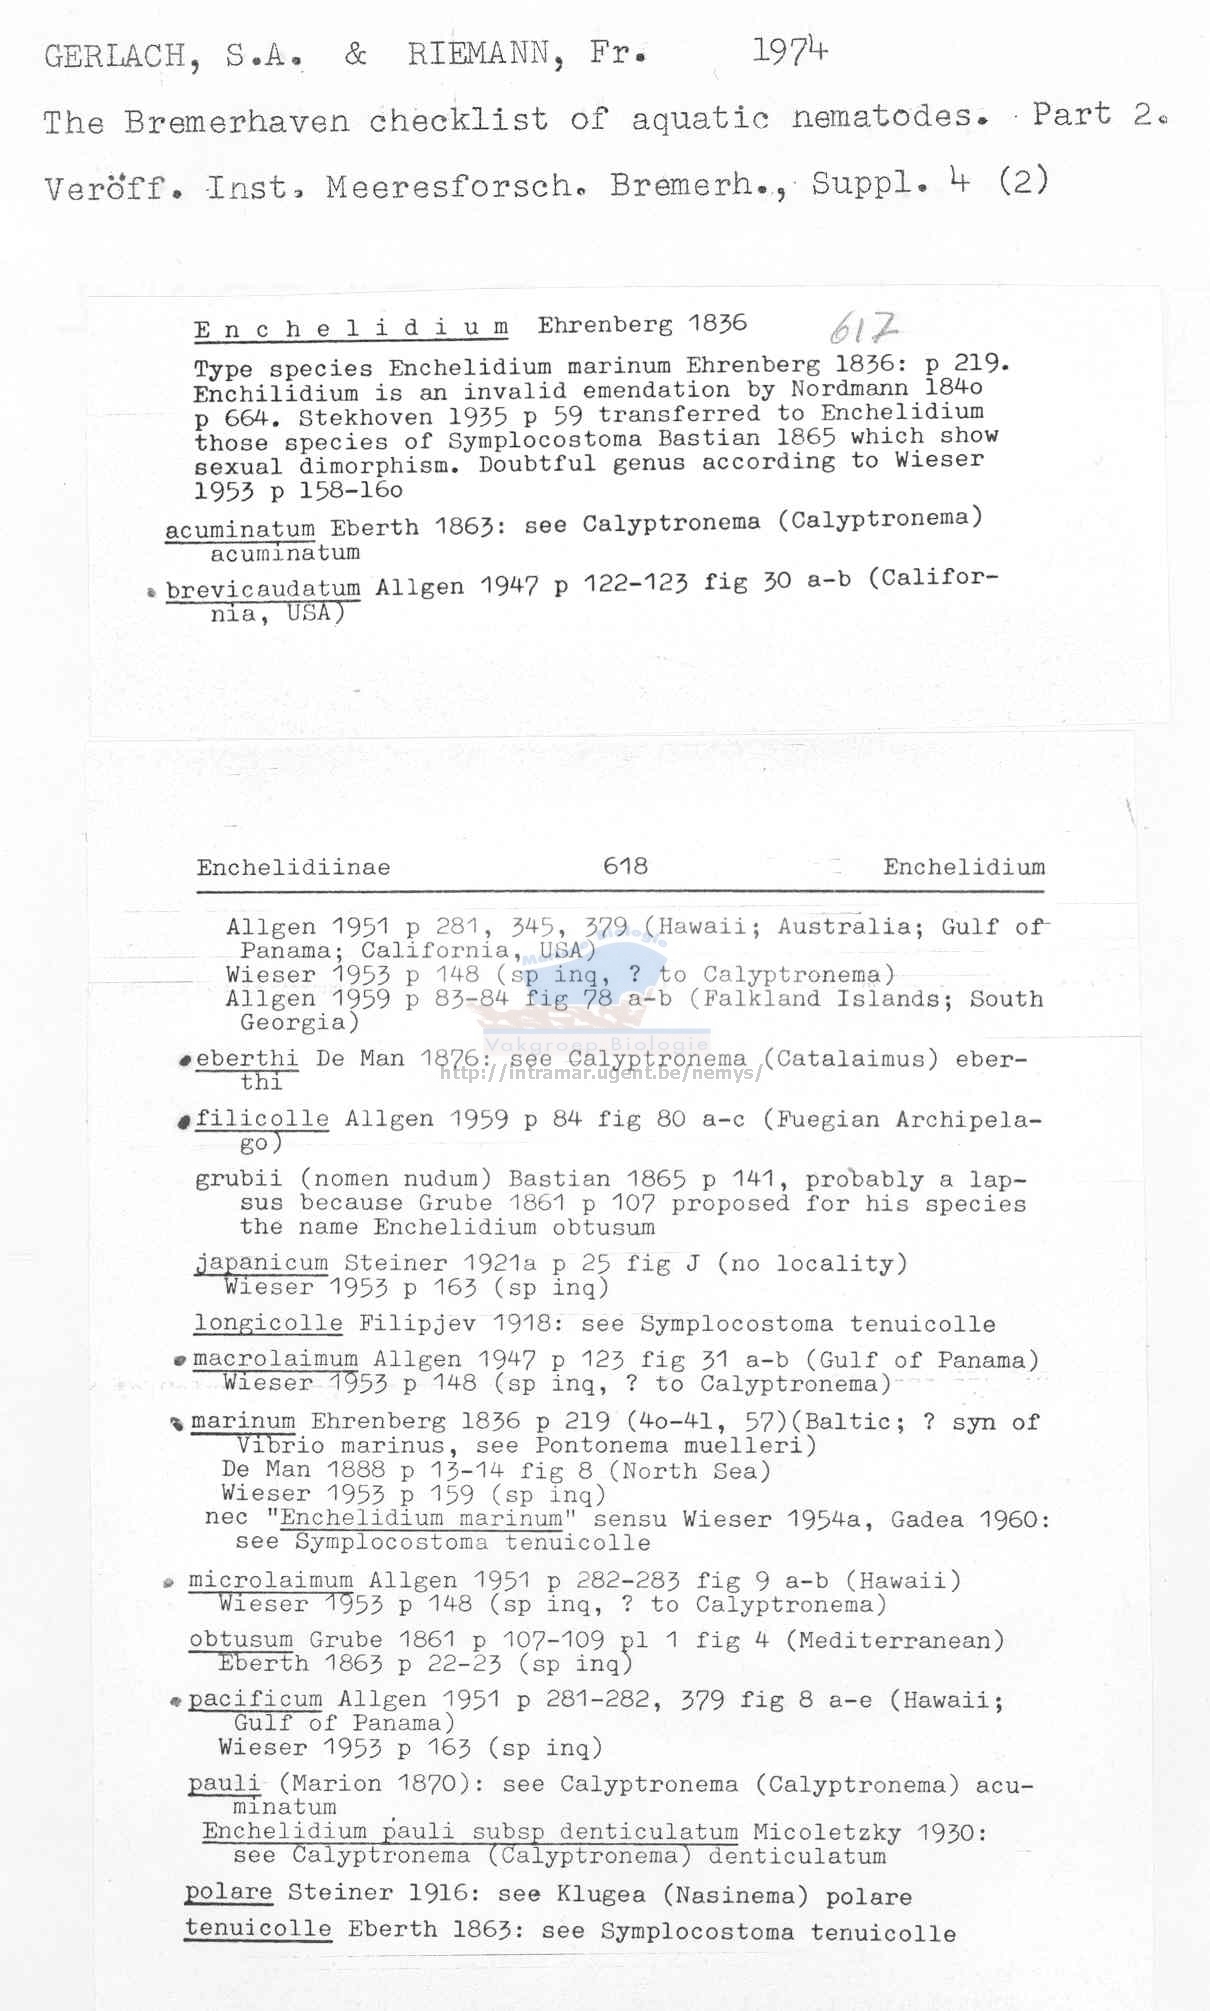 GERLACH, S.A. & RIEMANN, Fr. 1974
The Bremerhaven checklist of aquatic nematodes. Part 2.
Veröff. Inst. Meeresforsch. Bremerh., Suppl. 4 (2)
Enchelidium Ehrenberg 1836 617
Type species Enchelidium marinum Ehrenberg 1836: p 219.
Enchilidium is an invalid emendation by Nordmann 184o
p 664. Stekhoven 1935 p 59 transferred to Enchelidium
those species of Symplocostoma Bastian 1865 which show
sexual dimorphism. Doubtful genus according to Wieser
1953 p 158-16o
acuminatum Eberth 1863: see Calyptronema (Calyptronema)
acuminatum
brevicaudatum Allgen 1947 p 122-123 fig 30 a-b (Califor-
nia, USA)
Enchelidiinae 618 Enchelidium
Allgen 1951 p 281, 345, 379 (Hawaii; Australia; Gulf of
Panama; California, USA)
Wieser 1953 p 148 (sp inq, ? to Calyptronema)
Allgen 1959 p 83-84 fig 78 a-b (Falkland Islands; South
Georgia)
Vakgroep Biologie
eberthi De Man 1876: see Calyptronema (Catalaimus) eber-
http://intramar.ugent.be/nemys/
thi
filicolle Allgen 1959 p 84 fig 80 a-c (Fuegian Archipela-
go)
grubii (nomen nudum) Bastian 1865 p 141, probably a lap-
sus because Grube 1861 p 107 proposed for his species
the name Enchelidium obtusum
japanicum Steiner 1921a p 25 fig J (no locality)
Wieser 1953 p 163 (sp inq)
longicolle Filipjev 1918: see Symplocostoma tenuicolle
macrolaimum Allgen 1947 p 123 fig 31 a-b (Gulf of Panama)
Wieser 1953 p 148 (sp inq, ? to Calyptronema)
marinum Ehrenberg 1836 p 219 (4o-41, 57)(Baltic; ? syn of
Vibrio marinus, see Pontonema muelleri)
De Man 1888 p 13-14 fig 8 (North Sea)
Wieser 1953 p 159 (sp inq)
nec "Enchelidium marinum" sensu Wieser 1954a, Gadea 1960:
see Symplocostoma tenuicolle
microlaimum Allgen 1951 p 282-283 fig 9 a-b (Hawaii)
Wieser 1953 p 148 (sp inq, ? to Calyptronema)
obtusum Grube 1861 p 107-109 pl 1 fig 4 (Mediterranean)
Eberth 1863 p 22-23 (sp inq)
pacificum Allgen 1951 p 281-282, 379 fig 8 a-e (Hawaii;
Gulf of Panama)
Wieser 1953 p 163 (sp inq)
pauli (Marion 1870): see Calyptronema (Calyptronema) acu-
minatum
Enchelidium pauli subsp denticulatum Micoletzky 1930:
see Calyptronema (Calyptronema) denticulatum
polare Steiner 1916: see Klugea (Nasinema) polare
tenuicolle Eberth 1863: see Symplocostoma tenuicolle